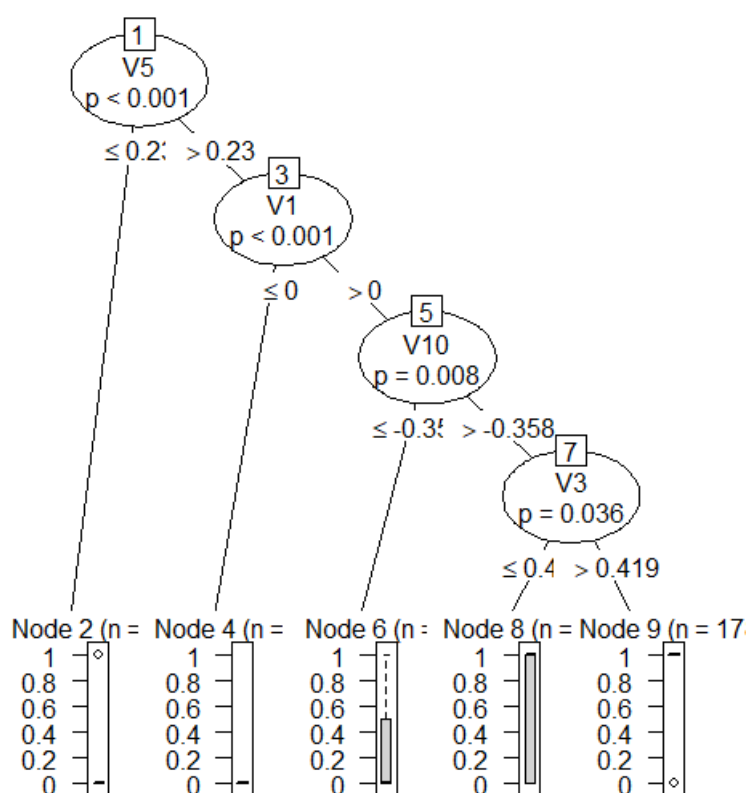 1
V5
p < 0.001
≤ 0.2 > 0.23
3
V1
p < 0.001
≤ 0 > 0
5
V10
p = 0.008
≤ -0.3 > -0.358
7
V3
p = 0.036
≤ 0.4 > 0.419
Node 2 (n = Node 4 (n = Node 6 (n = Node 8 (n = Node 9 (n = 17
1 1 1 1 1
0.8 0.8 0.8 0.8 0.8
0.6 0.6 0.6 0.6 0.6
0.4 0.4 0.4 0.4 0.4
0.2 0.2 0.2 0.2 0.2
0 0 0 0 0